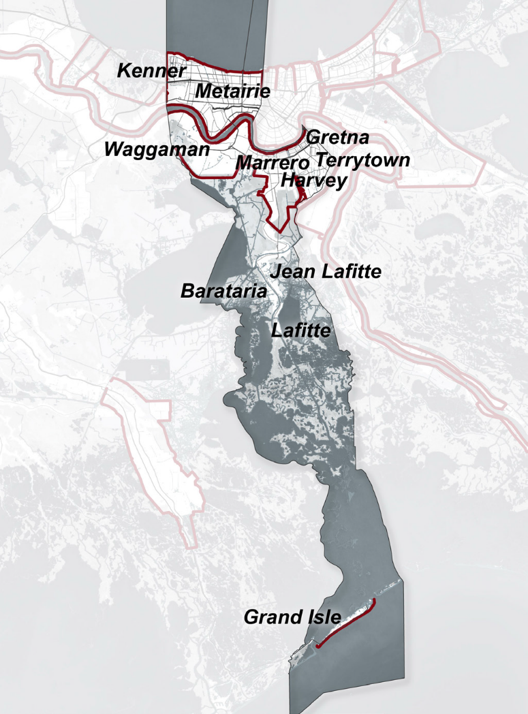 Kenner
Metairie
Gretna
Waggaman
Marrero
Terrytown
Harvey
Jean Lafitte
Barataria
Lafitte
Grand Isle